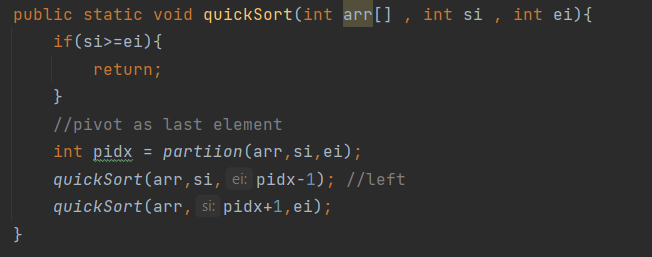 public static void quickSort(int arr[] , int si , int ei){
if(si>=ei){
return;
}
//pivot as last element
int pidx = partiion(arr,si,ei);
quickSort(arr,si, ei: pidx-1); //left
quickSort(arr, si: pidx+1,ei);
}